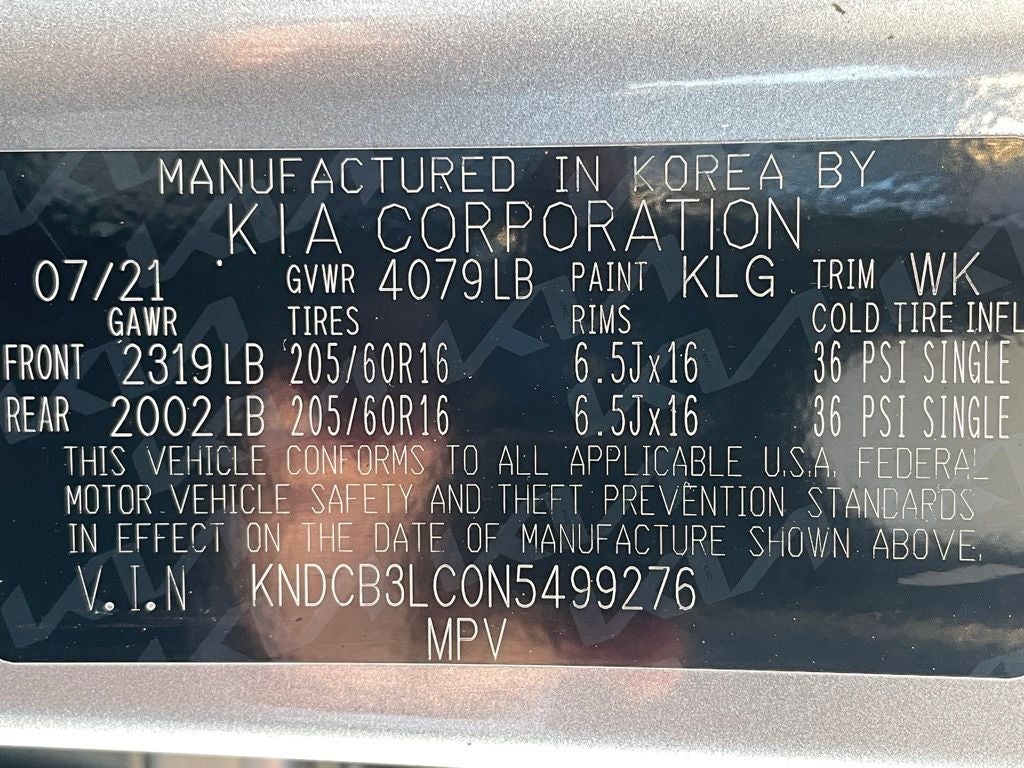 MANUFACTURED IN KOREA BY
KIA CORPORATION
07/21 GVWR 4079LB PAINT KLG TRIM WK
GAWR TIRES RIMS COLD TIRE INFL
FRONT 2319LB 205/60R16 6.5Jx16 36 PSI SINGLE
REAR 2002LB 205/60R16 6.5Jx16 36 PSI SINGLE
THIS VEHICLE CONFORMS TO ALL APPLICABLE U.S.A. FEDERAL
MOTOR VEHICLE SAFETY AND THEFT PREVENTION STANDARDS
IN EFFECT ON THE DATE OF MANUFACTURE SHOWN ABOVE.
V.I.N KNDCB3LC0N5499276
MPV